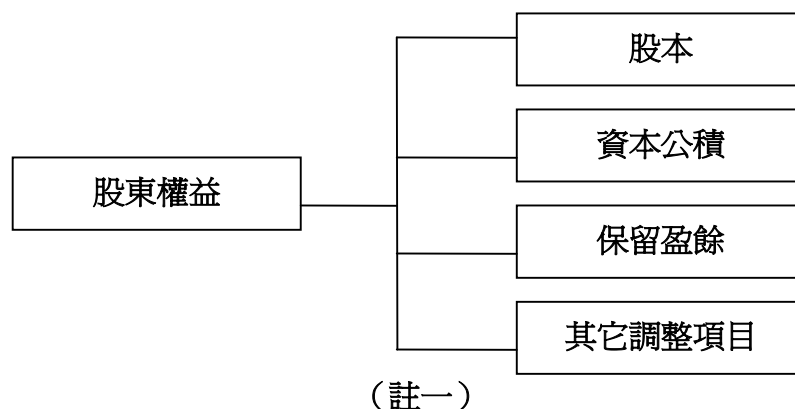 股本
資本公積
股東權益
保留盈餘
其它調整項目
（註一）